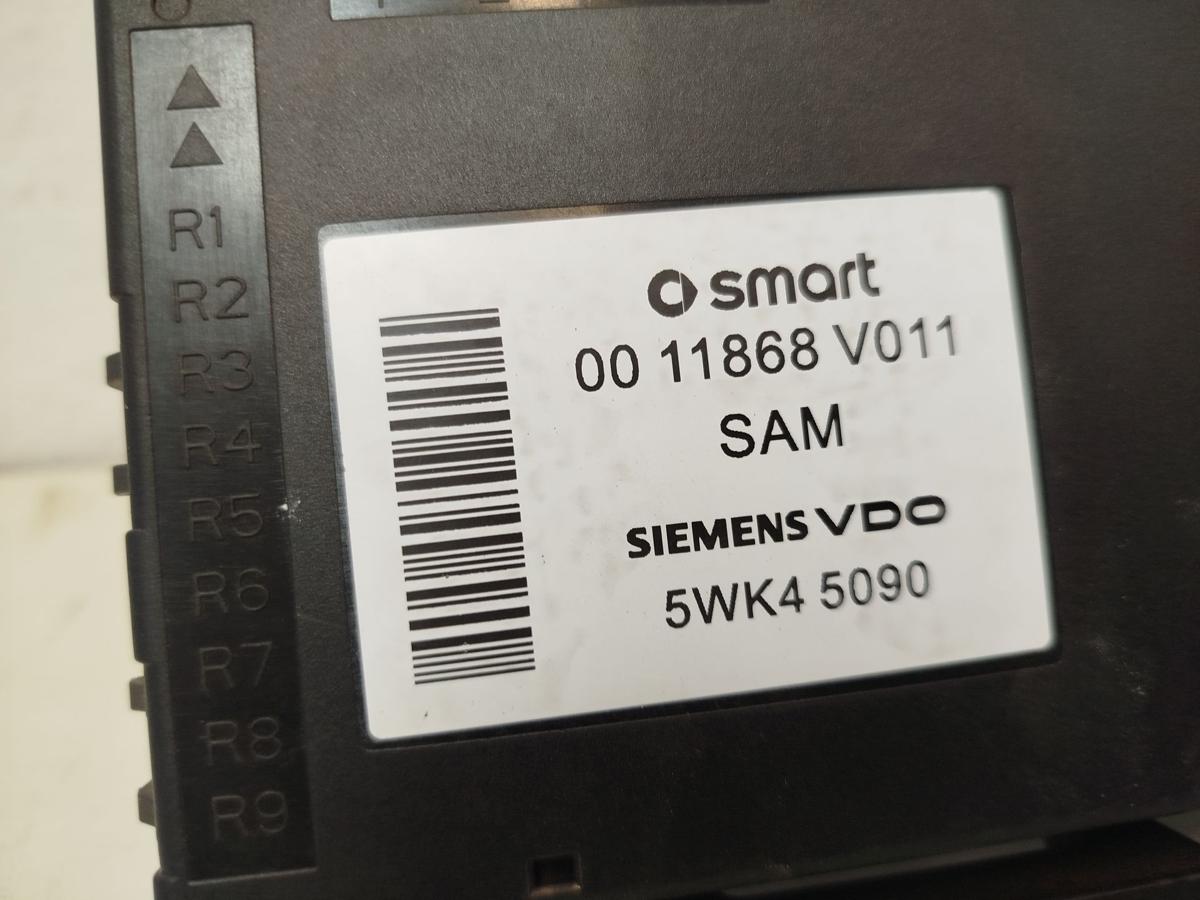 R1
R2
R3
R4
R5
R6
R7
R8
R9
smart
00 11868 V011
SAM
SIEMENS VDO
5WK4 5090